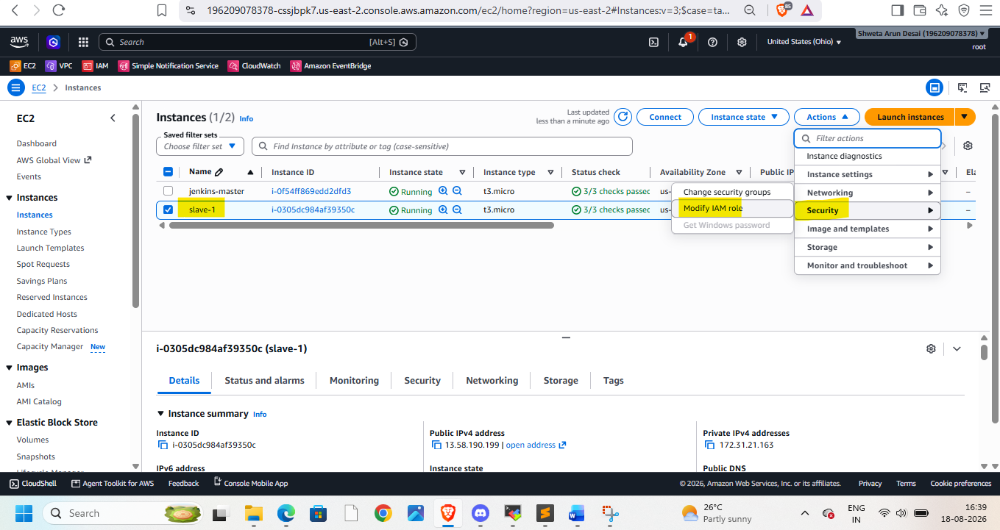 196209078378-cssjbpk7.us-east-2.console.aws.amazon.com/ec2/home?region=us-east-2#Instances:v=3;$case=ta...
85
aws
Search [Alt+S]
1
United States (Ohio)
Shweta Arun Desai (196209078378)
root
EC2 VPC IAM Simple Notification Service CloudWatch Amazon EventBridge
EC2 > Instances
EC2
Dashboard
AWS Global View
Events
Instances
Instances
Instance Types
Launch Templates
Spot Requests
Savings Plans
Reserved Instances
Dedicated Hosts
Capacity Reservations
Capacity Manager New
Images
AMIs
AMI Catalog
Elastic Block Store
Volumes
Snapshots
Lifecycle Manager
Instances (1/2) Info
Last updated
less than a minute ago
Connect
Instance state
Actions
Launch instances
Saved filter sets
Choose filter set
Find Instance by attribute or tag (case-sensitive)
Filter actions
Instance diagnostics
Instance settings
Networking
Security
Image and templates
Storage
Monitor and troubleshoot
Change security groups
Modify IAM role
Get Windows password
Name Instance ID Instance state Instance type Status check Availability Zone Public IP Ela
jenkins-master i-0f54ff869edd2dfd3 Running t3.micro 3/3 checks passed us- –
slave-1 i-0305dc984af39350c Running t3.micro 3/3 checks passed us- –
i-0305dc984af39350c (slave-1)
Details Status and alarms Monitoring Security Networking Storage Tags
Instance summary Info
Instance ID
i-0305dc984af39350c
IPv6 address
Public IPv4 address
13.58.190.199 | open address
Instance state
Private IPv4 addresses
172.31.21.163
Public DNS
CloudShell Agent Toolkit for AWS Feedback Console Mobile App
© 2026, Amazon Web Services, Inc. or its affiliates. Privacy Terms Cookie preferences
Search
26°C
Partly sunny
ENG
IN
16:39
18-08-2026